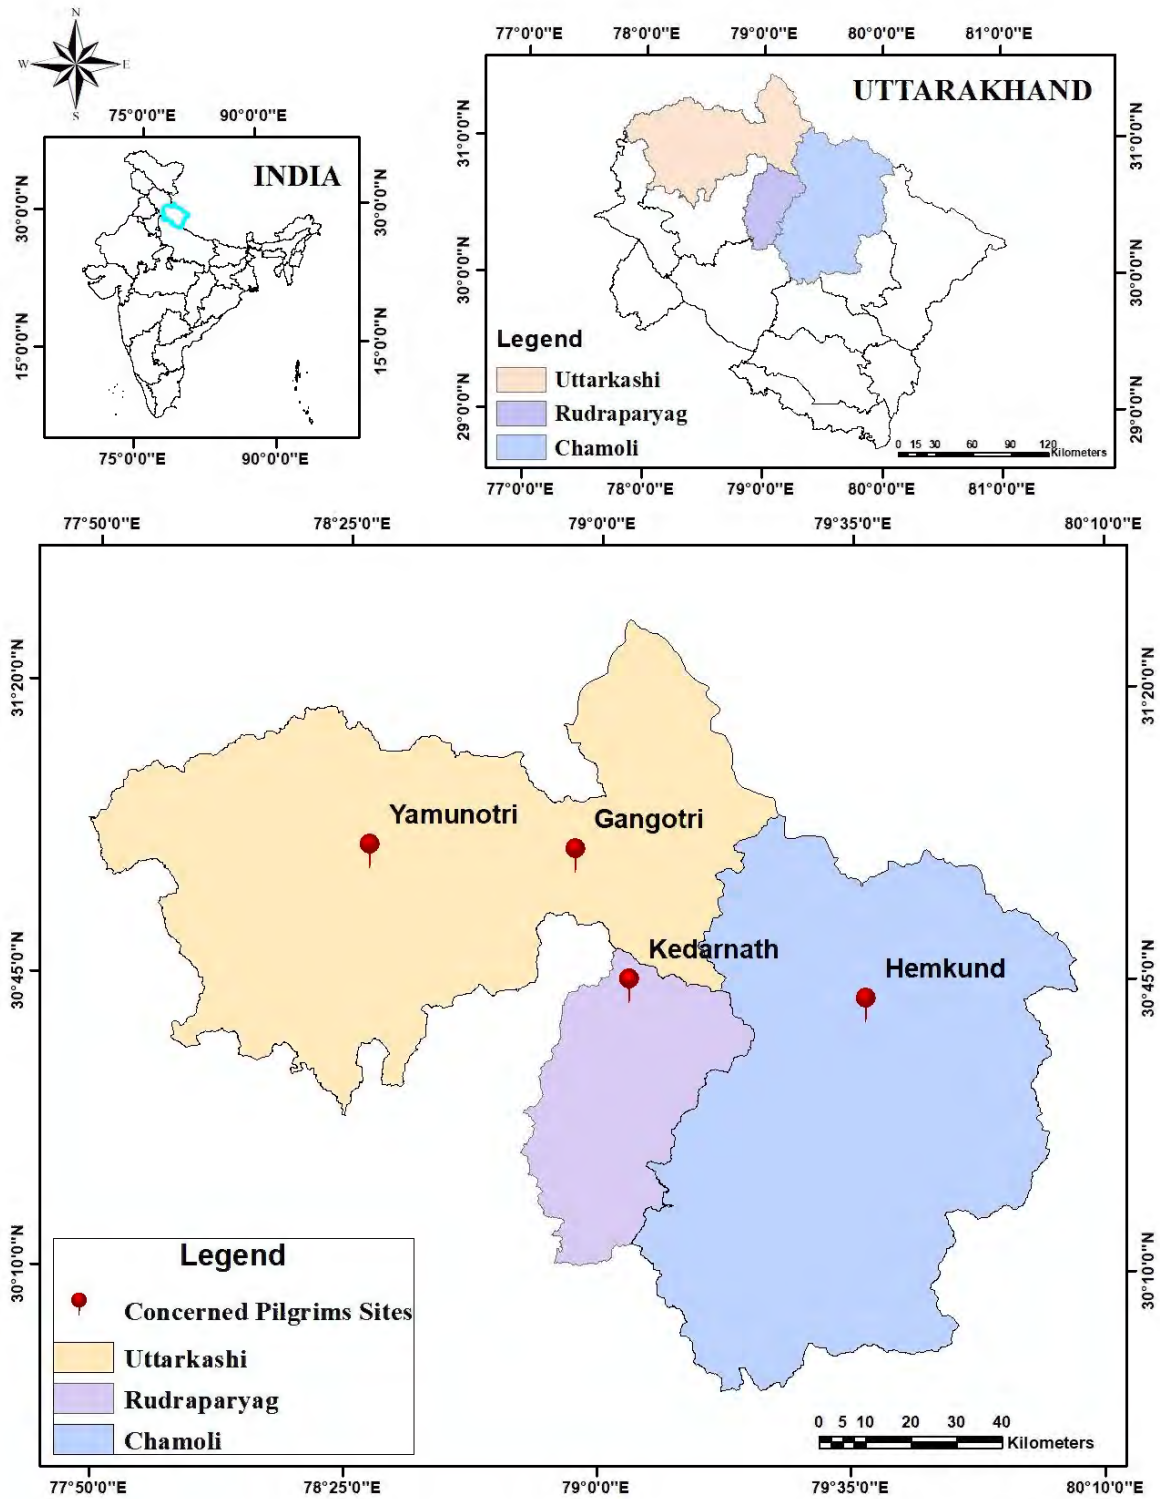 N
W E
S
75°0'0"E 90°0'0"E
INDIA
30°0'0"N
15°0'0"N
30°0'0"N
15°0'0"N
75°0'0"E 90°0'0"E
77°0'0"E 78°0'0"E 79°0'0"E 80°0'0"E 81°0'0"E
UTTARAKHAND
31°0'0"N
30°0'0"N
29°0'0"N
31°0'0"N
30°0'0"N
29°0'0"N
Legend
Uttarkashi
Rudraparyag
Chamoli
0 15 30 60 90 120
Kilometers
77°0'0"E 78°0'0"E 79°0'0"E 80°0'0"E 81°0'0"E
77°50'0"E 78°25'0"E 79°0'0"E 79°35'0"E 80°10'0"E
31°20'0"N
30°45'0"N
30°10'0"N
31°20'0"N
30°45'0"N
30°10'0"N
Yamunotri
Gangotri
Kedarnath
Hemkund
Legend
Concerned Pilgrims Sites
Uttarkashi
Rudraparyag
Chamoli
0 5 10 20 30 40
Kilometers
77°50'0"E 78°25'0"E 79°0'0"E 79°35'0"E 80°10'0"E